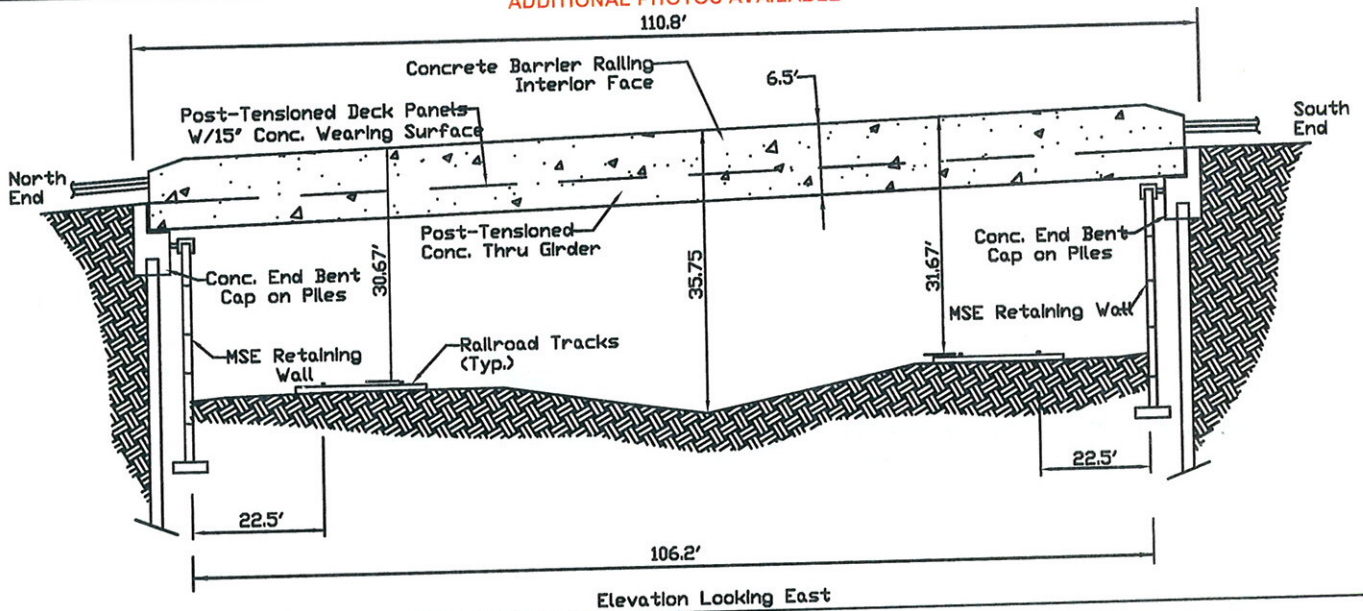 ADDITIONAL PHOTOS AVAILABLE
110.8'
Concrete Barrier Railing
Interior Face
6.5'
Post-Tensioned Deck Panels
W/15" Conc. Wearing Surface
South
End
North
End
Post-Tensioned
Conc. Thru Girder
30.67'
35.75
31.67'
Conc. End Bent
Cap on Piles
Conc. End Bent
Cap on Piles
MSE Retaining Wall
MSE Retaining
Wall
Railroad Tracks
(Typ.)
22.5'
22.5'
106.2'
Elevation Looking East